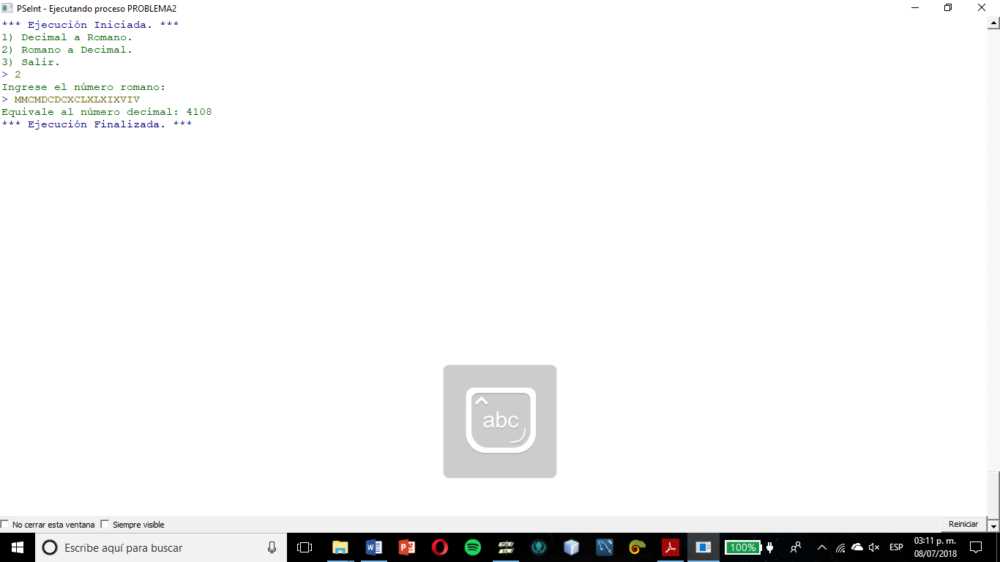 PSeInt - Ejecutando proceso PROBLEMA2
*** Ejecución Iniciada. ***
1) Decimal a Romano.
2) Romano a Decimal.
3) Salir.
> 2
Ingrese el número romano:
> MMCMDCDCXCLXLXIXVIV
Equivale al número decimal: 4108
*** Ejecución Finalizada. ***
abc
No cerrar esta ventana Siempre visible Reiniciar
Escribe aquí para buscar 100% ESP 03:11 p. m.
08/07/2018